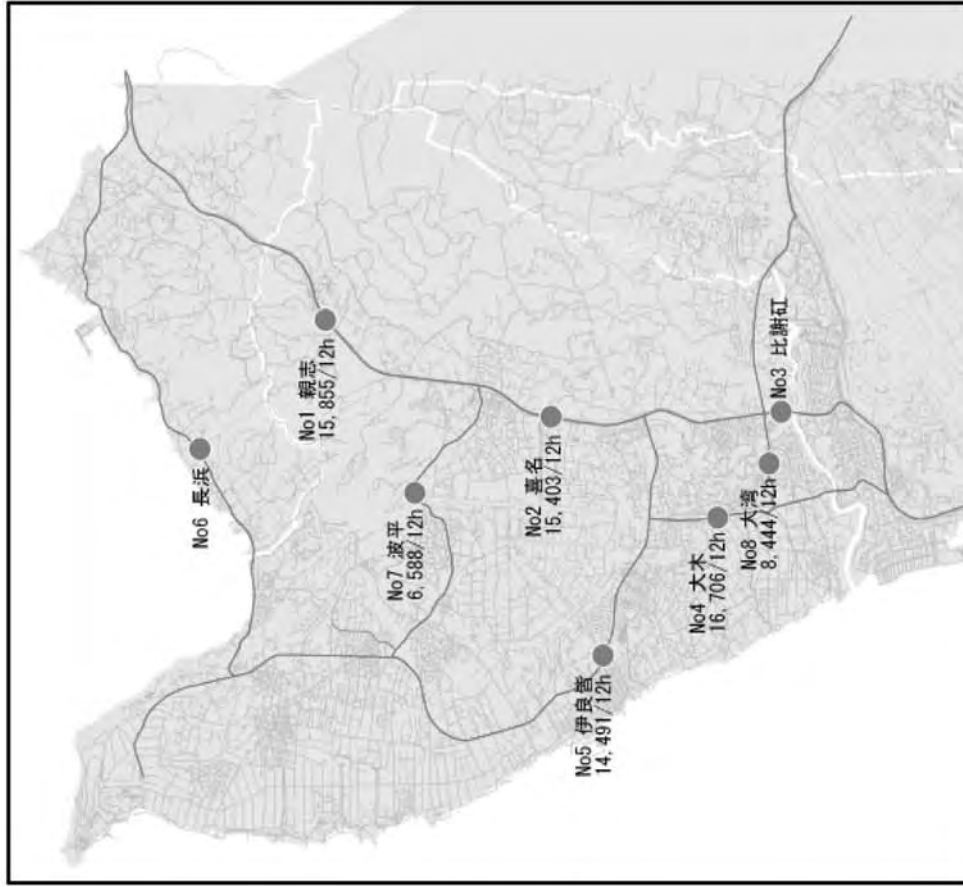 No1 親志
15,855/12h
No2 喜名
15,403/12h
No3 比謝矼
No4 大木
16,706/12h
No5 伊良皆
14,491/12h
No6 長浜
No7 波平
6,588/12h
No8 大湾
8,444/12h